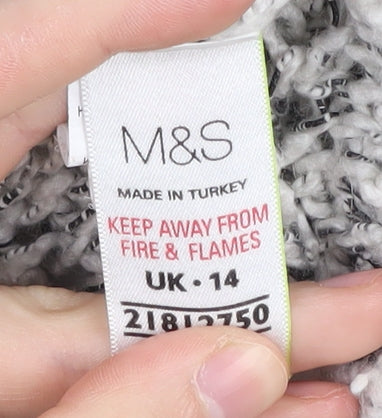 M&S
MADE IN TURKEY
KEEP AWAY FROM
FIRE & FLAMES
UK • 14
21812750